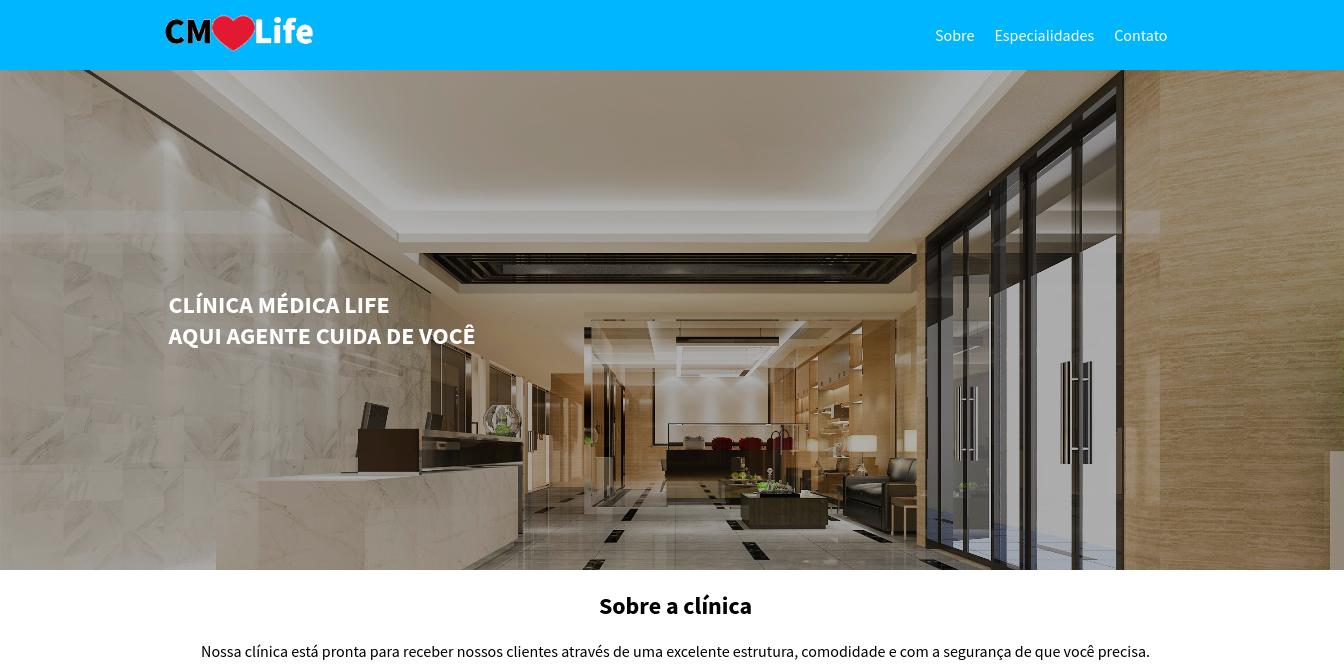 CM Life
Sobre Especialidades Contato
CLÍNICA MÉDICA LIFE
AQUI AGENTE CUIDA DE VOCÊ
Sobre a clínica
Nossa clínica está pronta para receber nossos clientes através de uma excelente estrutura, comodidade e com a segurança de que você precisa.